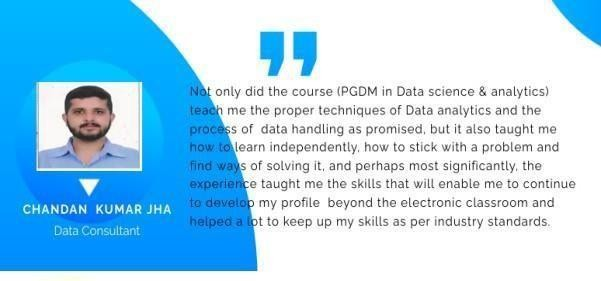 Not only did the course (PGDM in Data science & analytics)
teach me the proper techniques of Data analytics and the
process of data handling as promised, but it also taught me
how to learn independently, how to stick with a problem and
find ways of solving it, and perhaps most significantly, the
experience taught me the skills that will enable me to continue
to develop my profile beyond the electronic classroom and
helped a lot to keep up my skills as per industry standards.
CHANDAN KUMAR JHA
Data Consultant